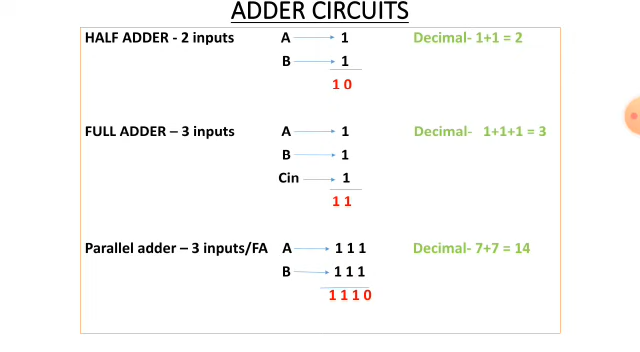 ADDER CIRCUITS
HALF ADDER - 2 inputs A 1 Decimal- 1+1 = 2
B 1
1 0
FULL ADDER – 3 inputs A 1 Decimal- 1+1+1 = 3
B 1
Cin 1
1 1
Parallel adder – 3 inputs/FA A 1 1 1 Decimal- 7+7 = 14
B 1 1 1
1 1 1 0